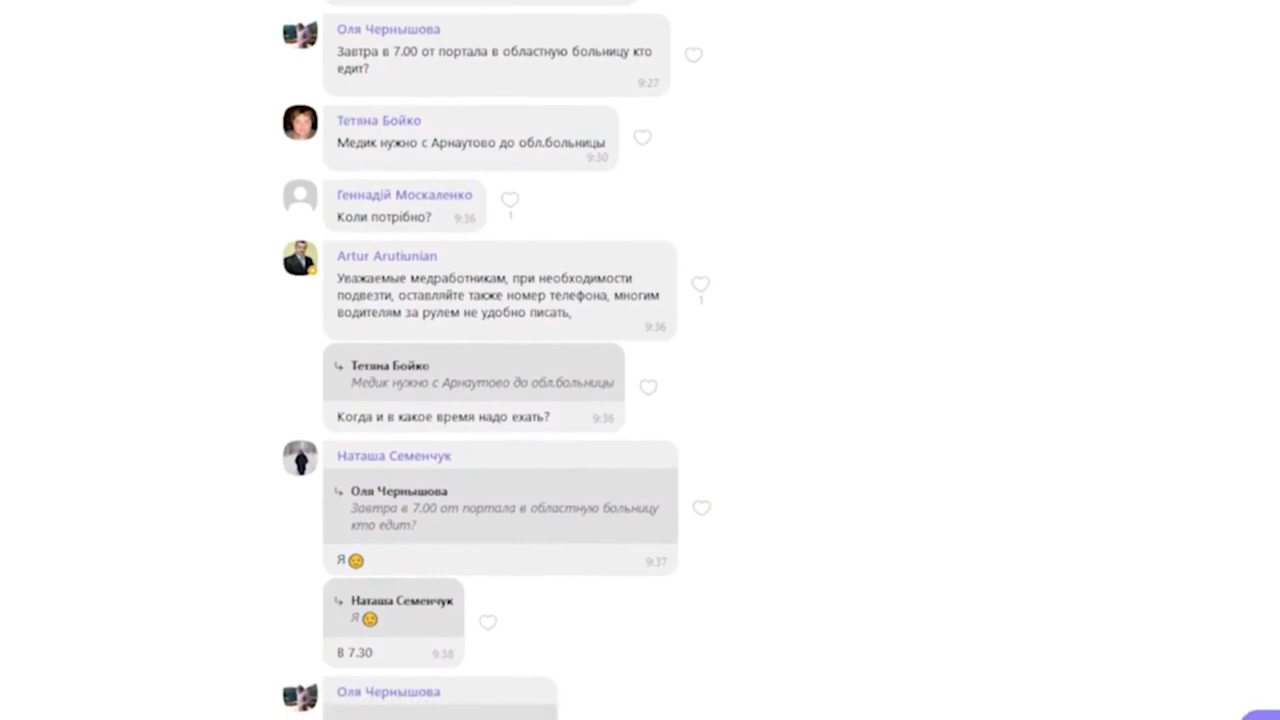 Оля Чернышова
Завтра в 7.00 от портала в областную больницу кто
едит?
9:27
Тетяна Бойко
Медик нужно с Арнаутово до обл.больницы
9:30
Геннадій Москаленко
Коли потрібно? 9:36
1
Artur Arutiunian
Уважаемые медработникам, при необходимости
подвезти, оставляйте также номер телефона, многим
водителям за рулем не удобно писать,
9:36
1
Тетяна Бойко
Медик нужно с Арнаутово до обл.больницы
Когда и в какое время надо ехать? 9:36
Наташа Семенчук
Оля Чернышова
Завтра в 7.00 от портала в областную больницу
кто едит?
Я 9:37
Наташа Семенчук
Я
В 7.30 9:38
Оля Чернышова